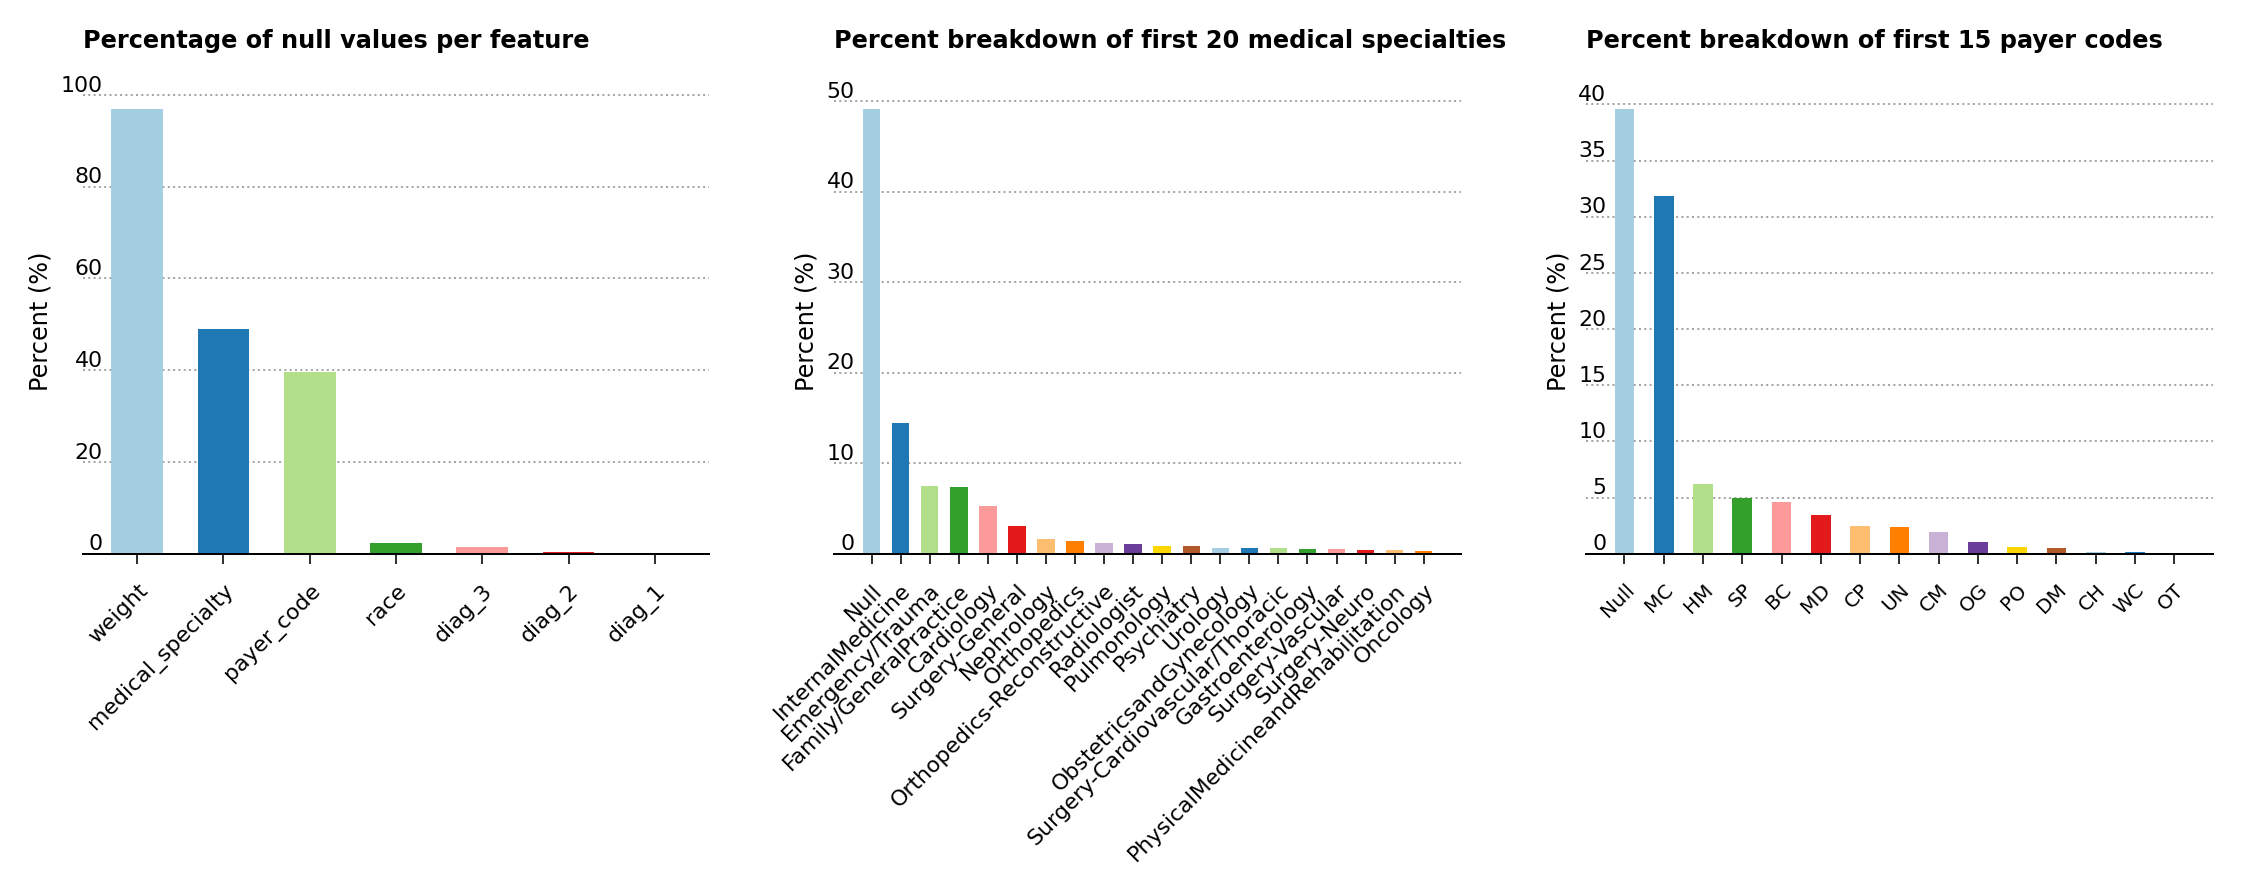 Percentage of null values per feature
Percent (%)
100
80
60
40
20
0
weight
medical_specialty
payer_code
race
diag_3
diag_2
diag_1
Percent breakdown of first 20 medical specialties
Percent (%)
50
40
30
20
10
0
Null
InternalMedicine
Emergency/Trauma
Family/GeneralPractice
Cardiology
Surgery-General
Nephrology
Orthopedics
Orthopedics-Reconstructive
Radiologist
Pulmonology
Psychiatry
Urology
ObstetricsandGynecology
Surgery-Cardiovascular/Thoracic
Gastroenterology
Surgery-Vascular
Surgery-Neuro
PhysicalMedicineandRehabilitation
Oncology
Percent breakdown of first 15 payer codes
Percent (%)
40
35
30
25
20
15
10
5
0
Null
MC
HM
SP
BC
MD
CP
UN
CM
OG
PO
DM
CH
WC
OT